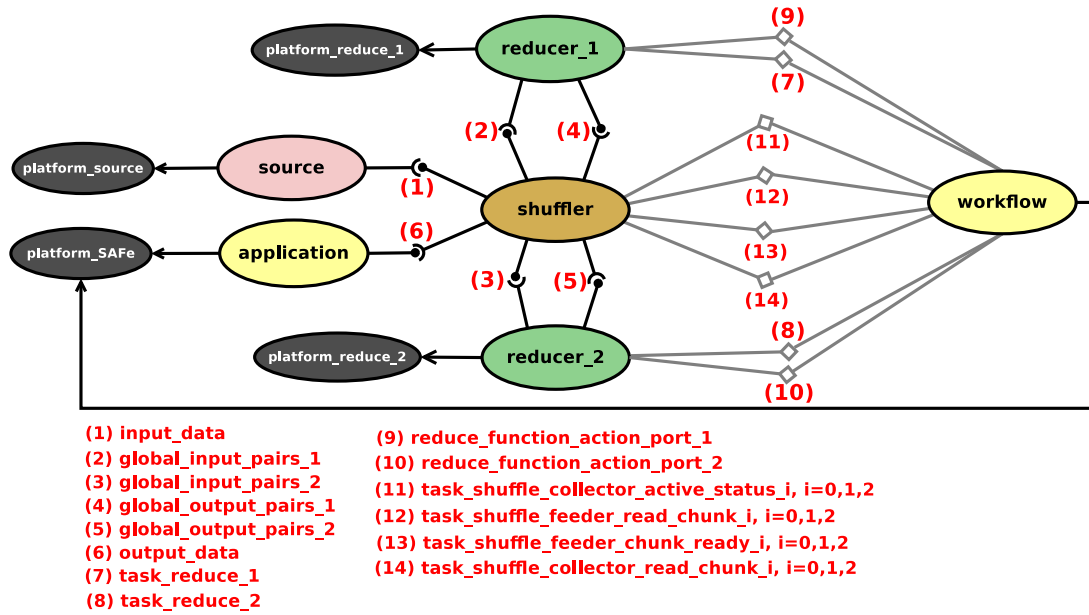 (9)
platform_reduce_1
reducer_1
(7)
(2)
(4)
(11)
platform_source
source
(1)
(12)
shuffler
workflow
(6)
platform_SAFe
application
(13)
(3)
(5)
(14)
(8)
platform_reduce_2
reducer_2
(10)
(1) input_data
(2) global_input_pairs_1
(3) global_input_pairs_2
(4) global_output_pairs_1
(5) global_output_pairs_2
(6) output_data
(7) task_reduce_1
(8) task_reduce_2
(9) reduce_function_action_port_1
(10) reduce_function_action_port_2
(11) task_shuffle_collector_active_status_i, i=0,1,2
(12) task_shuffle_feeder_read_chunk_i, i=0,1,2
(13) task_shuffle_feeder_chunk_ready_i, i=0,1,2
(14) task_shuffle_collector_read_chunk_i, i=0,1,2